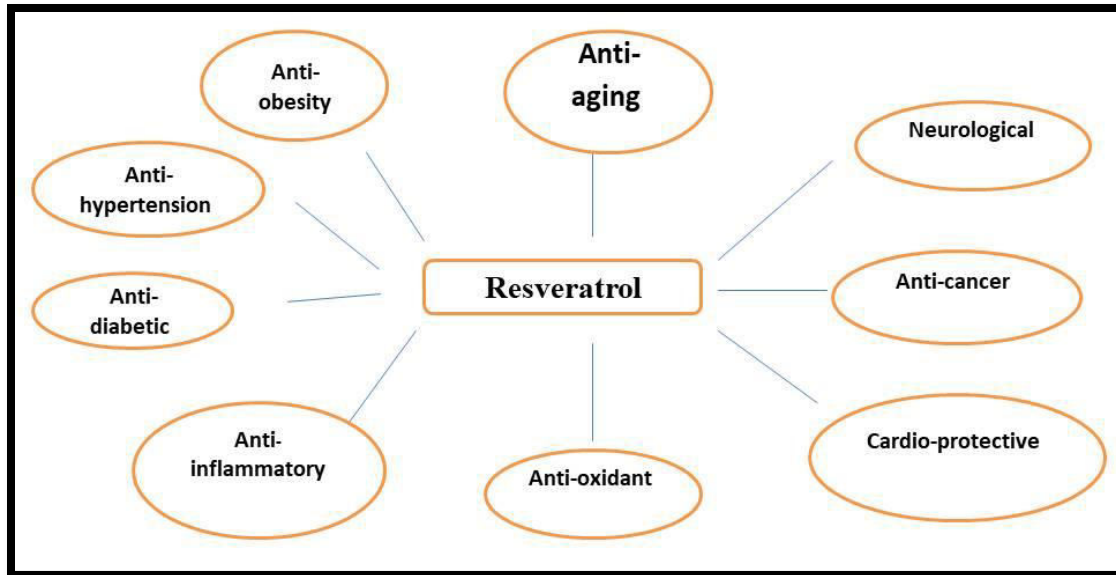 Anti-
obesity
Anti-
aging
Neurological
Anti-
hypertension
Resveratrol
Anti-cancer
Anti-
diabetic
Anti-
inflammatory
Anti-oxidant
Cardio-protective